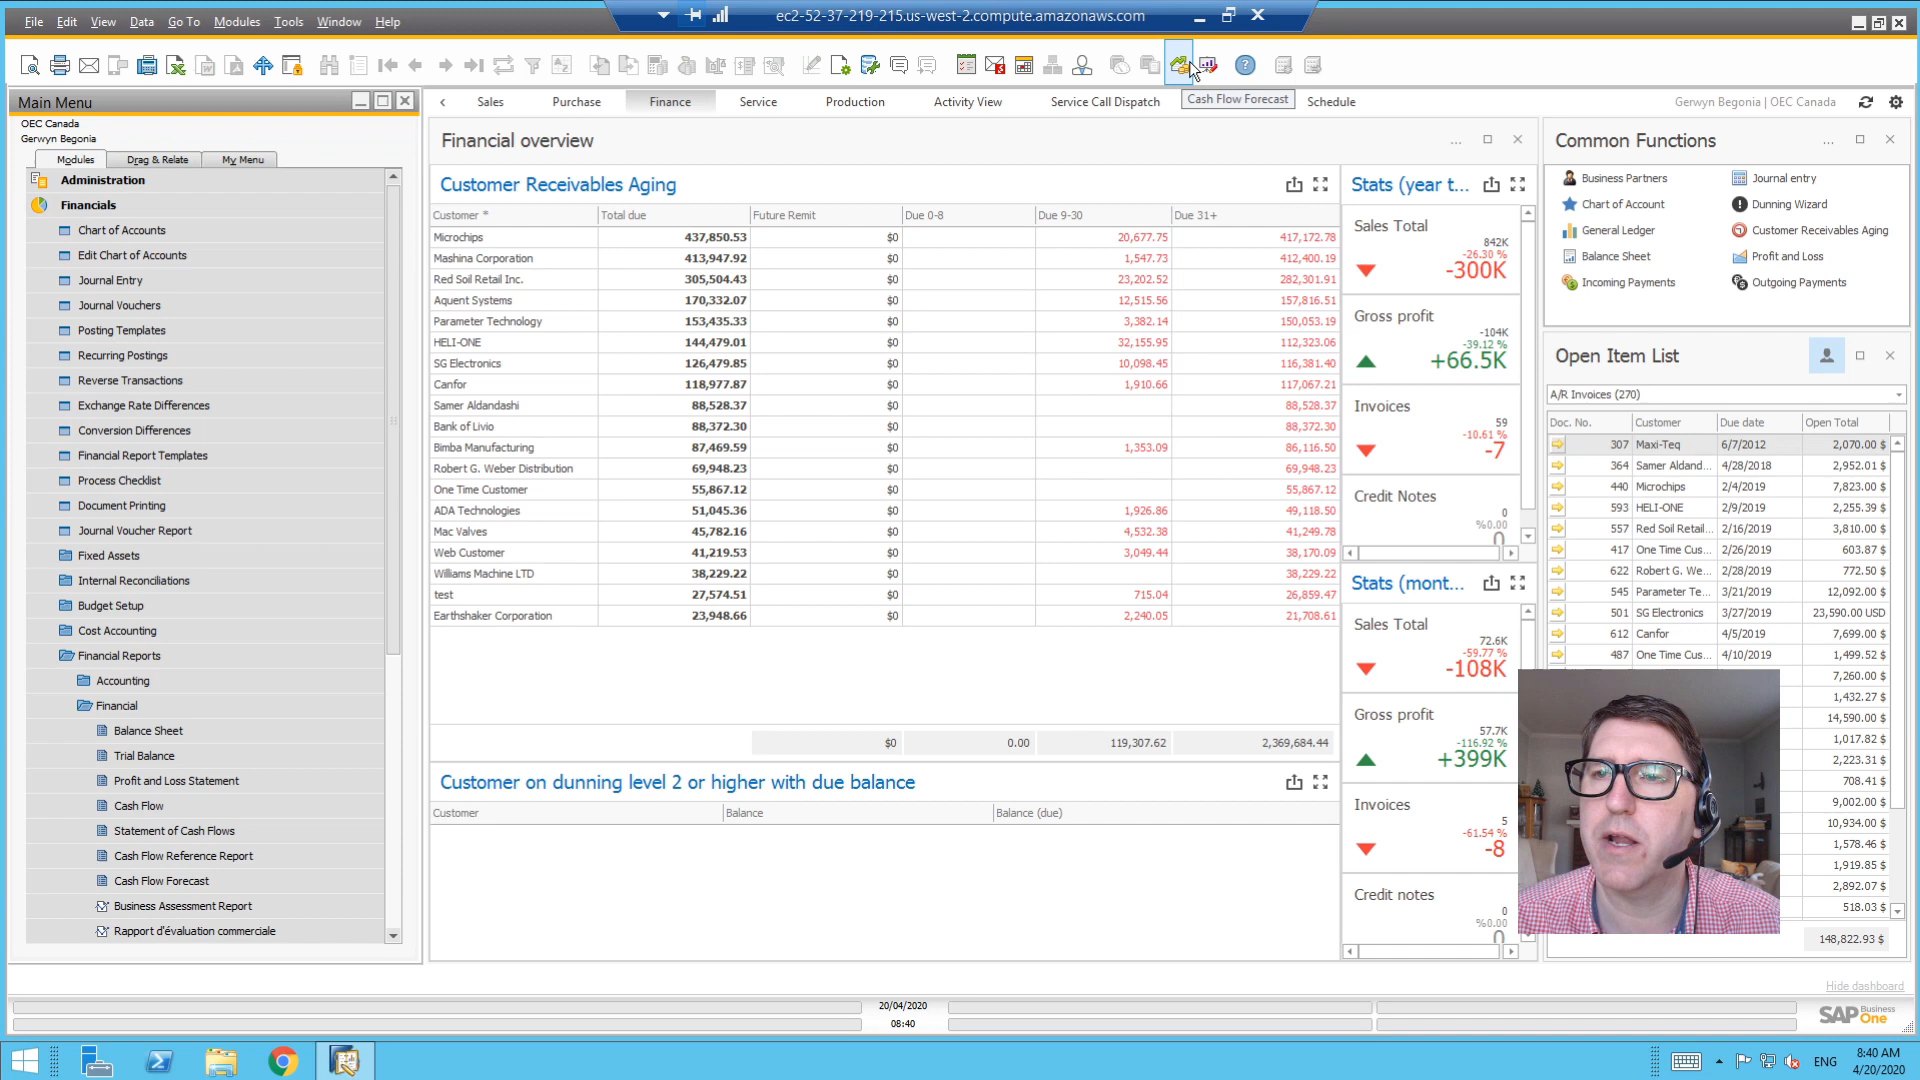 File Edit View Data Go To Modules Tools Window Help
ec2-52-37-219-215.us-west-2.compute.amazonaws.com
Main Menu
OEC Canada
Gerwyn Begonia
Modules Drag & Relate My Menu
Administration
Financials
Chart of Accounts
Edit Chart of Accounts
Journal Entry
Journal Vouchers
Posting Templates
Recurring Postings
Reverse Transactions
Exchange Rate Differences
Conversion Differences
Financial Report Templates
Process Checklist
Document Printing
Journal Voucher Report
Fixed Assets
Internal Reconciliations
Budget Setup
Cost Accounting
Financial Reports
Accounting
Financial
Balance Sheet
Trial Balance
Profit and Loss Statement
Cash Flow
Statement of Cash Flows
Cash Flow Reference Report
Cash Flow Forecast
Business Assessment Report
Rapport d'évaluation commerciale
Sales Purchase Finance Service Production Activity View Service Call Dispatch Cash Flow Forecast Schedule
Gerwyn Begonia | OEC Canada
Financial overview
Customer Receivables Aging
Customer * Total due Future Remit Due 0-8 Due 9-30 Due 31+
Microchips 437,850.53 $0 20,677.75 417,172.78
Mashina Corporation 413,947.92 $0 1,547.73 412,400.19
Red Soil Retail Inc. 305,504.43 $0 23,202.52 282,301.91
Aquent Systems 170,332.07 $0 12,515.56 157,816.51
Parameter Technology 153,435.33 $0 3,382.14 150,053.19
HELI-ONE 144,479.01 $0 32,155.95 112,323.06
SG Electronics 126,479.85 $0 10,098.45 116,381.40
Canfor 118,977.87 $0 1,910.66 117,067.21
Samer Aldandashi 88,528.37 $0 88,528.37
Bank of Livio 88,372.30 $0 88,372.30
Bimba Manufacturing 87,469.59 $0 1,353.09 86,116.50
Robert G. Weber Distribution 69,948.23 $0 69,948.23
One Time Customer 55,867.12 $0 55,867.12
ADA Technologies 51,045.36 $0 1,926.86 49,118.50
Mac Valves 45,782.16 $0 4,532.38 41,249.78
Web Customer 41,219.53 $0 3,049.44 38,170.09
Williams Machine LTD 38,229.22 $0 38,229.22
test 27,574.51 $0 715.04 26,859.47
Earthshaker Corporation 23,948.66 $0 2,240.05 21,708.61
$0 0.00 119,307.62 2,369,684.44
Customer on dunning level 2 or higher with due balance
Customer Balance Balance (due)
Stats (year t...
Sales Total
842K
-26.30 %
-300K
Gross profit
-104K
-39.12 %
+66.5K
Invoices
59
-10.61 %
-7
Credit Notes
0
%0.00
0
Stats (mont...
Sales Total
72.6K
-59.77 %
-108K
Gross profit
57.7K
-116.92 %
+399K
Invoices
5
-61.54 %
-8
Credit notes
0
%0.00
0
Common Functions
Business Partners Journal entry
Chart of Account Dunning Wizard
General Ledger Customer Receivables Aging
Balance Sheet Profit and Loss
Incoming Payments Outgoing Payments
Open Item List
A/R Invoices (270)
Doc. No. Customer Due date Open Total
307 Maxi-Teq 6/7/2012 2,070.00 $
364 Samer Aldand... 4/28/2018 2,952.01 $
440 Microchips 2/4/2019 7,823.00 $
593 HELI-ONE 2/9/2019 2,255.39 $
557 Red Soil Retail... 2/16/2019 3,810.00 $
417 One Time Cus... 2/26/2019 603.87 $
622 Robert G. We... 2/28/2019 772.50 $
545 Parameter Te... 3/21/2019 12,092.00 $
501 SG Electronics 3/27/2019 23,590.00 USD
612 Canfor 4/5/2019 7,699.00 $
487 One Time Cus... 4/10/2019 1,499.52 $
7,260.00 $
1,432.27 $
14,590.00 $
1,017.82 $
2,223.31 $
708.41 $
9,002.00 $
10,934.00 $
1,578.46 $
1,919.85 $
2,892.07 $
518.03 $
148,822.93 $
Hide dashboard
20/04/2020
08:40
SAP Business One
ENG 8:40 AM
4/20/2020